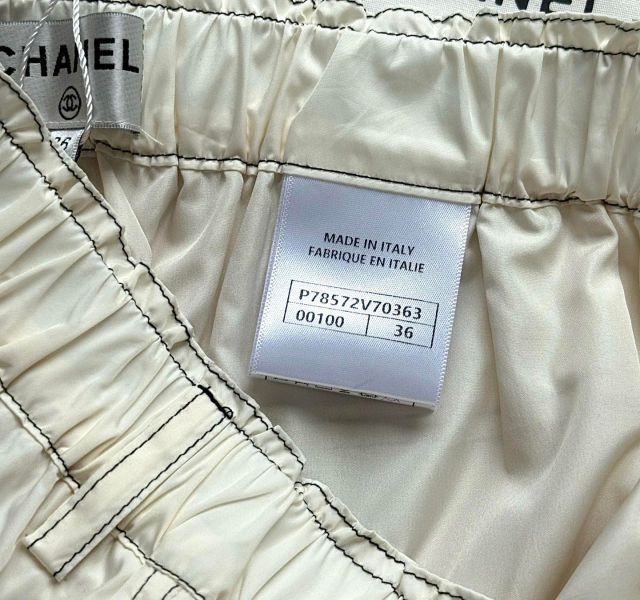 CHANEL
36
MADE IN ITALY
FABRIQUE EN ITALIE
P78572V70363
00100 36